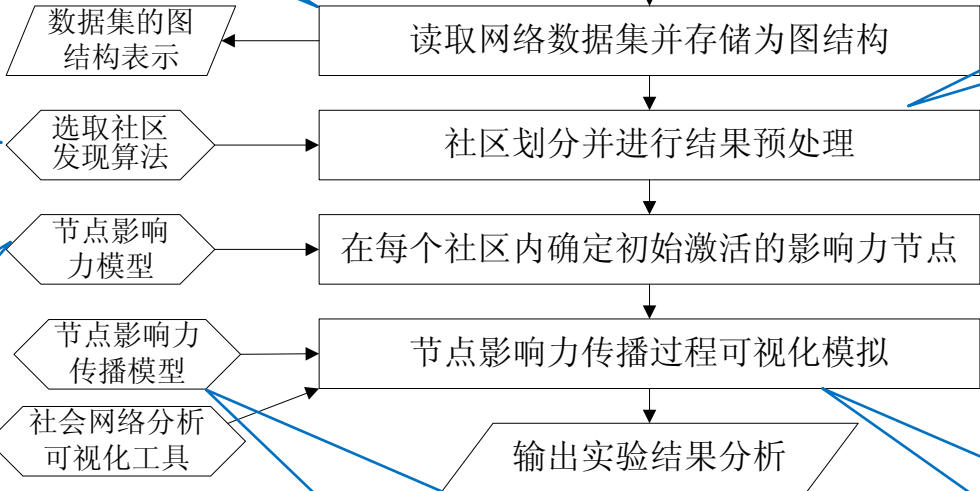 数据集的图
结构表示
读取网络数据集并存储为图结构
选取社区
发现算法
社区划分并进行结果预处理
节点影响
力模型
在每个社区内确定初始激活的影响力节点
节点影响力
传播模型
节点影响力传播过程可视化模拟
社会网络分析
可视化工具
输出实验结果分析